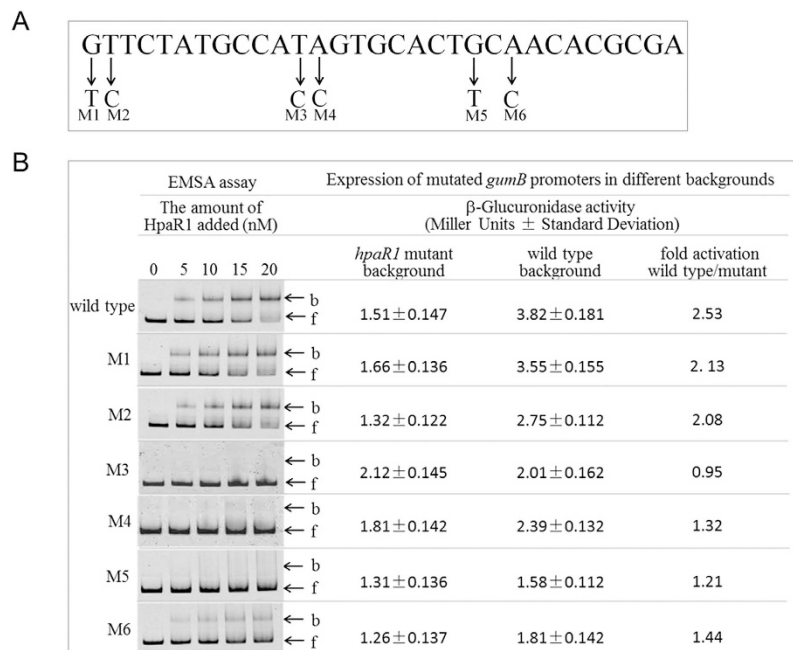 A
GTTCTATGCCATAGTGCACTGCAACACGCGA
T C C C T C
M1 M2 M3 M4 M5 M6
B
EMSA assay Expression of mutated gumB promoters in different backgrounds
The amount of HpaR1 added (nM) β-Glucuronidase activity (Miller Units ± Standard Deviation)
0 5 10 15 20 hpaR1 mutant background wild type background fold activation wild type/mutant
wild type b f 1.51±0.147 3.82±0.181 2.53
M1 b f 1.66±0.136 3.55±0.155 2. 13
M2 b f 1.32±0.122 2.75±0.112 2.08
M3 b f 2.12±0.145 2.01±0.162 0.95
M4 b f 1.81±0.142 2.39±0.132 1.32
M5 b f 1.31±0.136 1.58±0.112 1.21
M6 b f 1.26±0.137 1.81±0.142 1.44